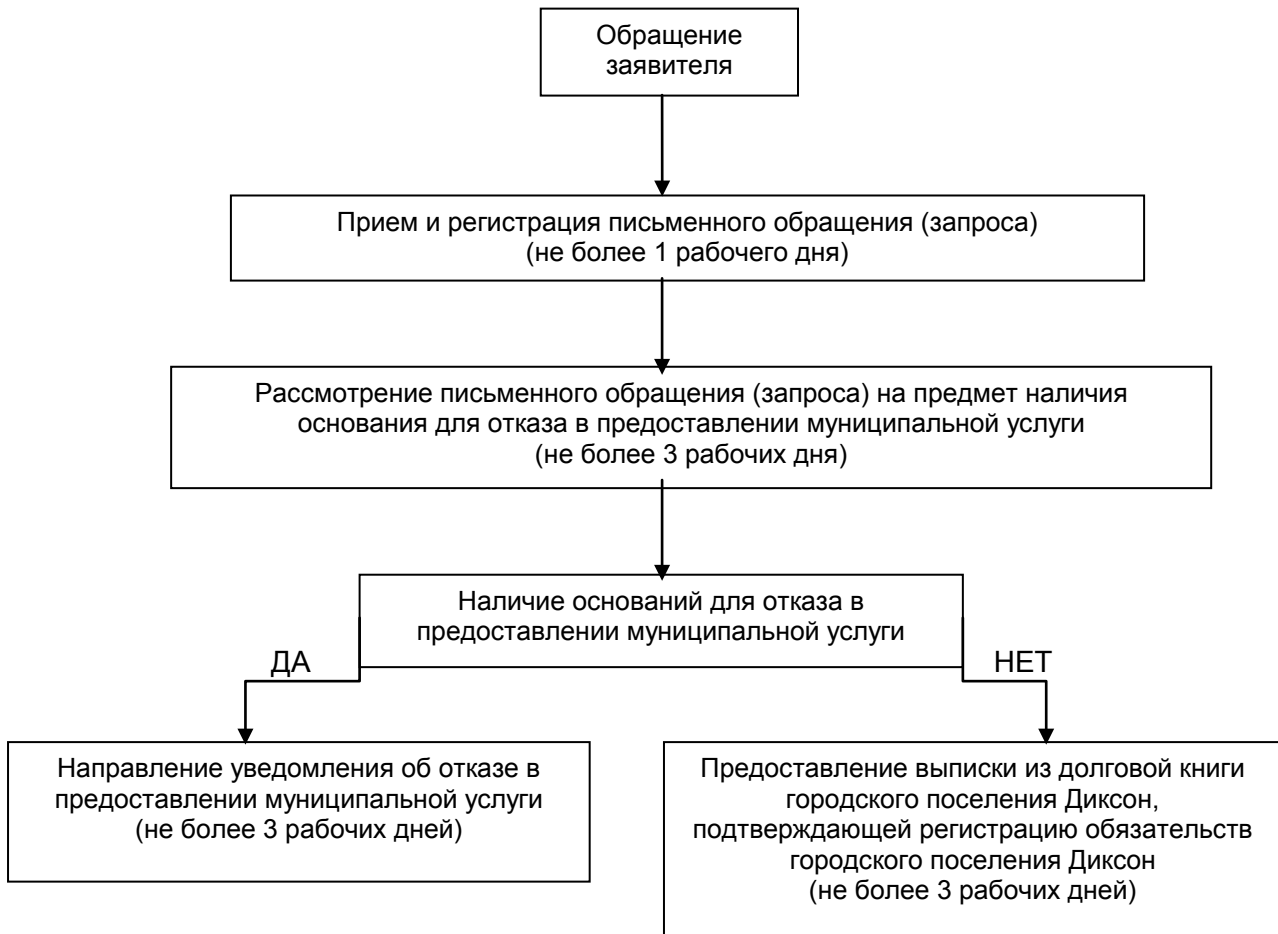 Обращение
заявителя
Прием и регистрация письменного обращения (запроса)
(не более 1 рабочего дня)
Рассмотрение письменного обращения (запроса) на предмет наличия
основания для отказа в предоставлении муниципальной услуги
(не более 3 рабочих дня)
Наличие оснований для отказа в
предоставлении муниципальной услуги
ДА
НЕТ
Направление уведомления об отказе в
предоставлении муниципальной услуги
(не более 3 рабочих дней)
Предоставление выписки из долговой книги
городского поселения Диксон,
подтверждающей регистрацию обязательств
городского поселения Диксон
(не более 3 рабочих дней)